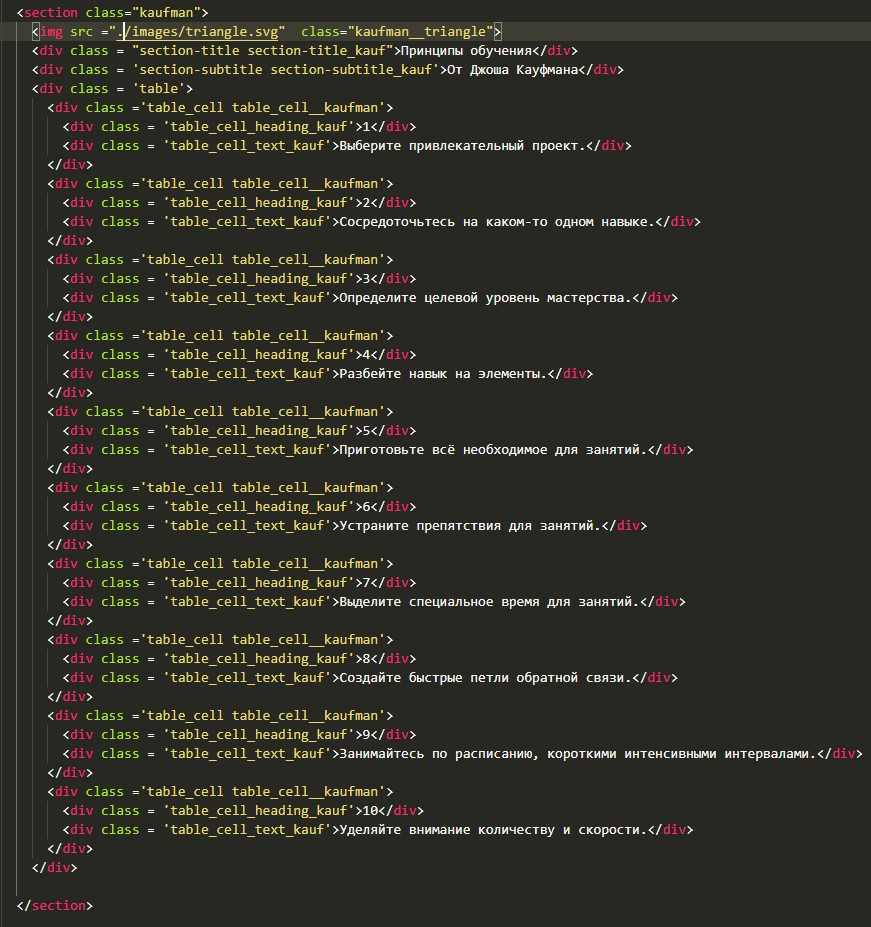 <section class="kaufman">
<img src ="./images/triangle.svg"  class="kaufman__triangle">
<div class = "section-title section-title_kauf">Принципы обучения</div>
<div class = 'section-subtitle section-subtitle_kauf'>От Джоша Кауфмана</div>
<div class = 'table'>
<div class ='table_cell table_cell__kaufman'>
<div class = 'table_cell_heading_kauf'>1</div>
<div class = 'table_cell_text_kauf'>Выберите привлекательный проект.</div>
</div>
<div class ='table_cell table_cell__kaufman'>
<div class = 'table_cell_heading_kauf'>2</div>
<div class = 'table_cell_text_kauf'>Сосредоточьтесь на каком-то одном навыке.</div>
</div>
<div class ='table_cell table_cell__kaufman'>
<div class = 'table_cell_heading_kauf'>3</div>
<div class = 'table_cell_text_kauf'>Определите целевой уровень мастерства.</div>
</div>
<div class ='table_cell table_cell__kaufman'>
<div class = 'table_cell_heading_kauf'>4</div>
<div class = 'table_cell_text_kauf'>Разбейте навык на элементы.</div>
</div>
<div class ='table_cell table_cell__kaufman'>
<div class = 'table_cell_heading_kauf'>5</div>
<div class = 'table_cell_text_kauf'>Приготовьте всё необходимое для занятий.</div>
</div>
<div class ='table_cell table_cell__kaufman'>
<div class = 'table_cell_heading_kauf'>6</div>
<div class = 'table_cell_text_kauf'>Устраните препятствия для занятий.</div>
</div>
<div class ='table_cell table_cell__kaufman'>
<div class = 'table_cell_heading_kauf'>7</div>
<div class = 'table_cell_text_kauf'>Выделите специальное время для занятий.</div>
</div>
<div class ='table_cell table_cell__kaufman'>
<div class = 'table_cell_heading_kauf'>8</div>
<div class = 'table_cell_text_kauf'>Создайте быстрые петли обратной связи.</div>
</div>
<div class ='table_cell table_cell__kaufman'>
<div class = 'table_cell_heading_kauf'>9</div>
<div class = 'table_cell_text_kauf'>Занимайтесь по расписанию, короткими интенсивными интервалами.</div>
</div>
<div class ='table_cell table_cell__kaufman'>
<div class = 'table_cell_heading_kauf'>10</div>
<div class = 'table_cell_text_kauf'>Уделяйте внимание количеству и скорости.</div>
</div>
</div>
</section>